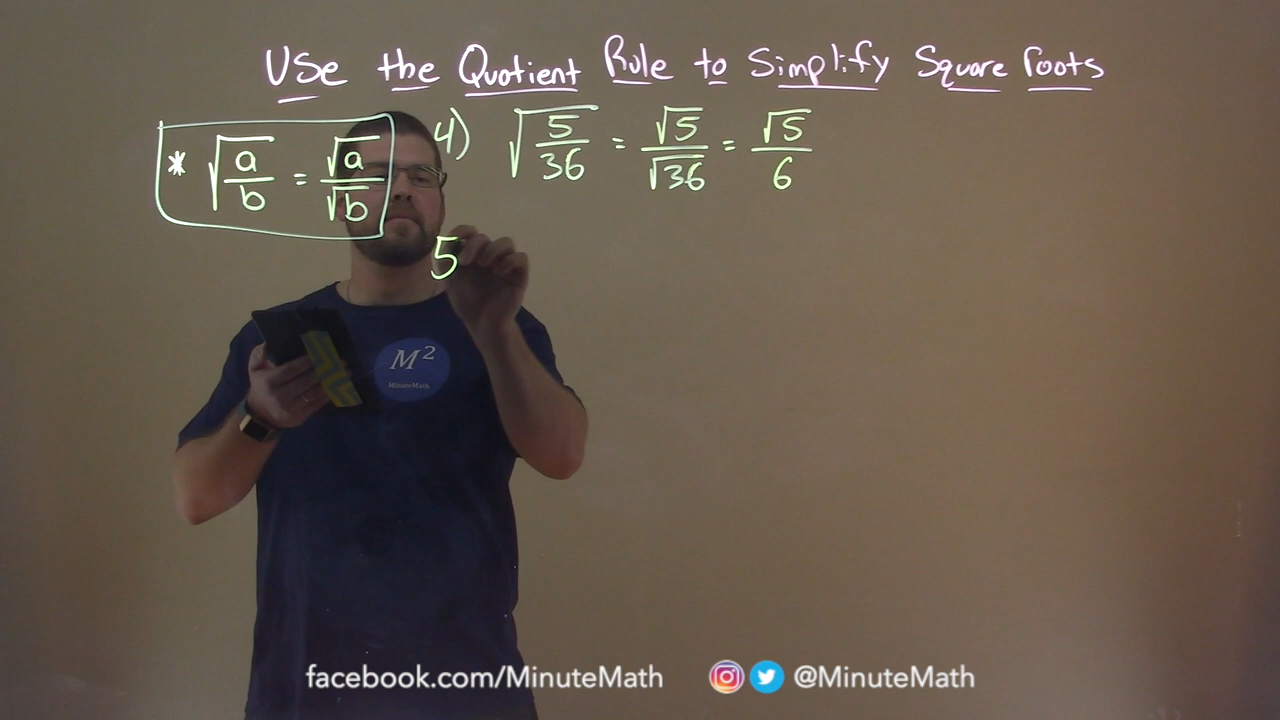 Use the Quotient Rule to Simplify Square roots
* √(a/b) = √a/√b
4) √(5/36) = √5/√36 = √5/6
5
M²
MinuteMath
facebook.com/MinuteMath @MinuteMath